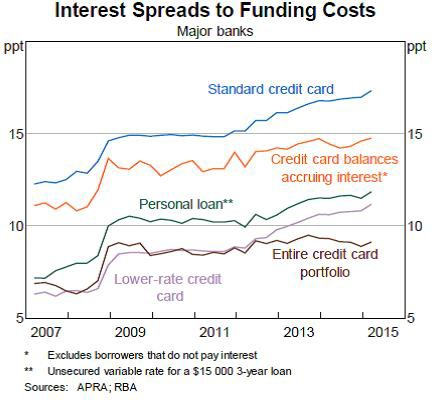 Interest Spreads to Funding Costs
Major banks
ppt
ppt
Standard credit card
15
15
Credit card balances
accruing interest*
Personal loan**
10
10
Entire credit card
portfolio
Lower-rate credit
card
5
5
2007
2009
2011
2013
2015
* Excludes borrowers that do not pay interest
** Unsecured variable rate for a $15 000 3-year loan
Sources: APRA; RBA